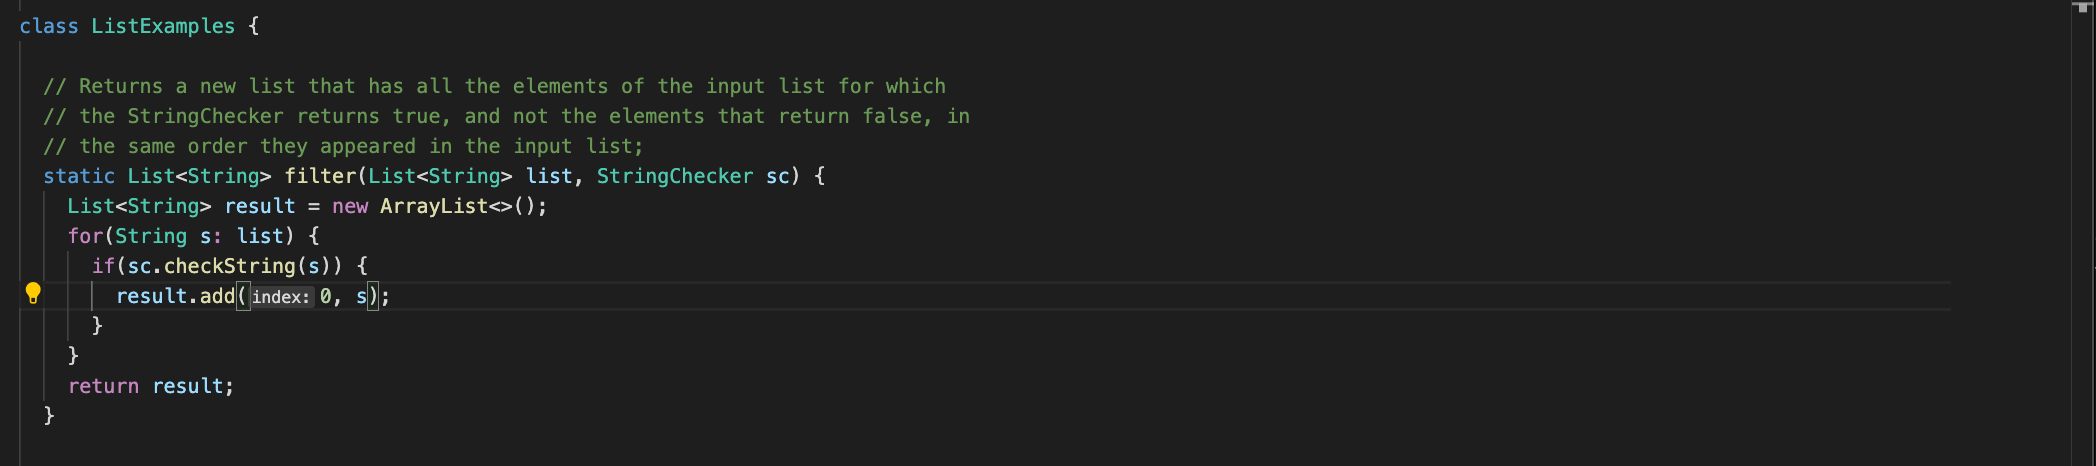 class ListExamples {
// Returns a new list that has all the elements of the input list for which
// the StringChecker returns true, and not the elements that return false, in
// the same order they appeared in the input list;
static List<String> filter(List<String> list, StringChecker sc) {
List<String> result = new ArrayList<>();
for(String s: list) {
if(sc.checkString(s)) {
result.add(index: 0, s);
}
}
return result;
}